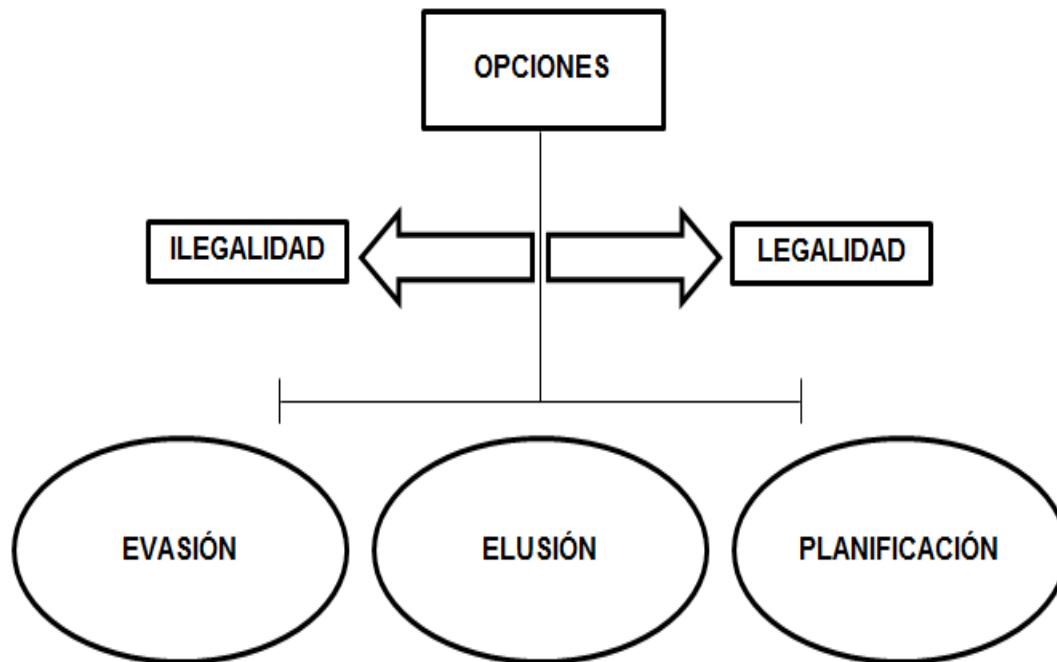 OPCIONES
ILEGALIDAD
LEGALIDAD
EVASIÓN
ELUSIÓN
PLANIFICACIÓN